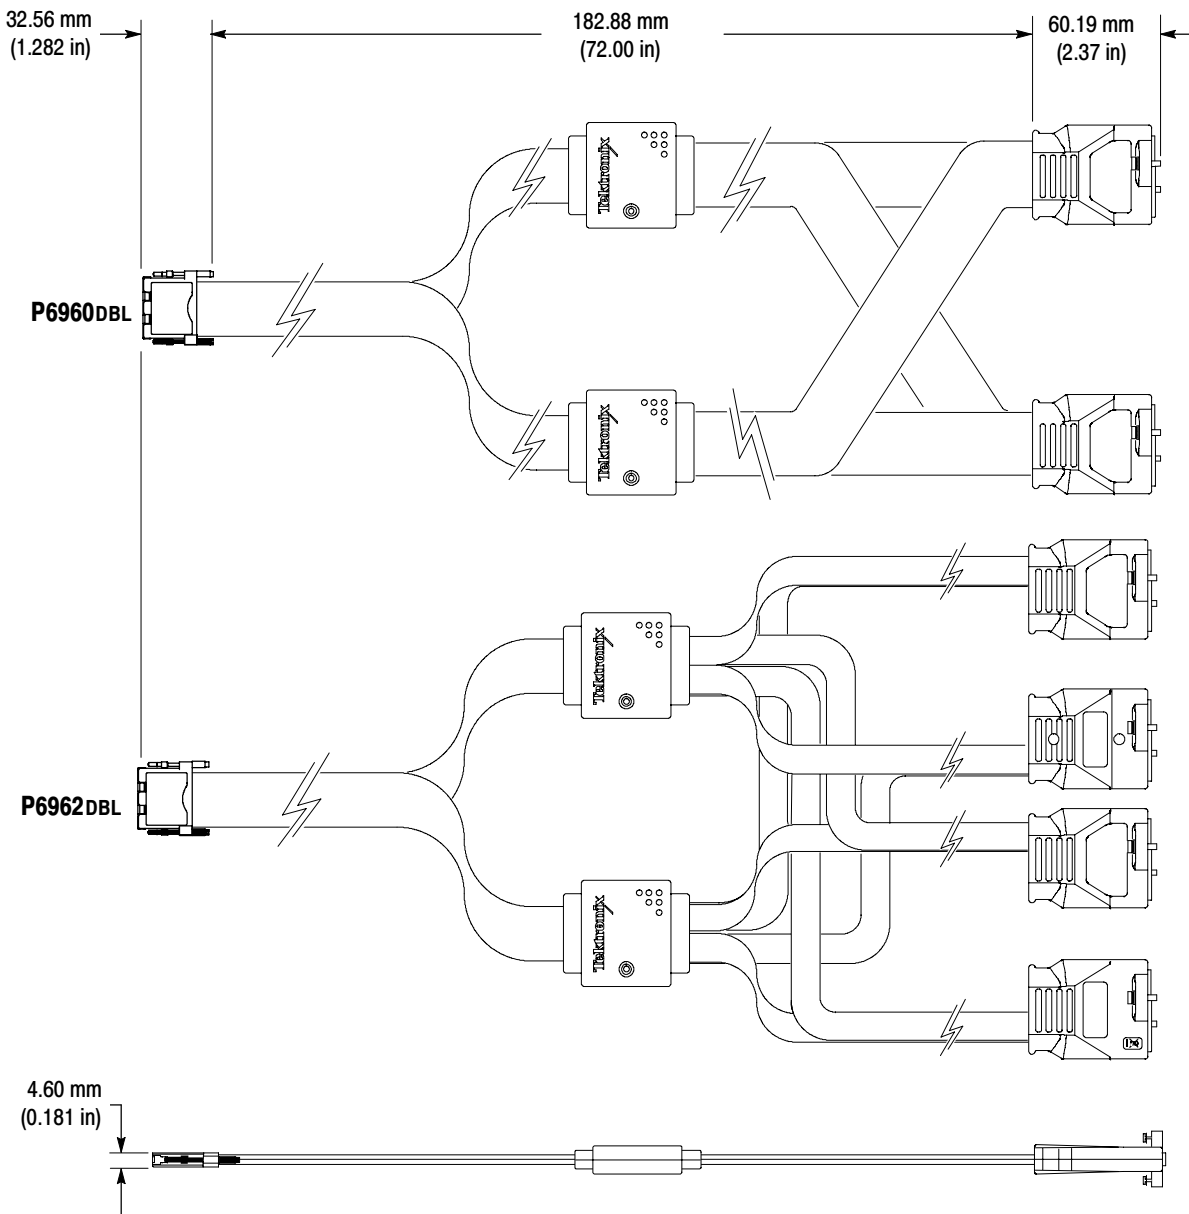 32.56 mm
(1.282 in)
182.88 mm
(72.00 in)
60.19 mm
(2.37 in)
Tektronix
P6960DBL
Tektronix
Tektronix
P6962DBL
Tektronix
4.60 mm
(0.181 in)